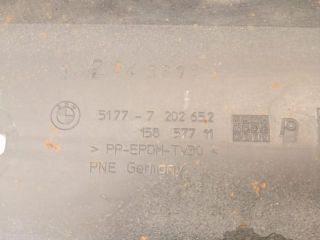 5177-7 202 652
158 577 11
> PP-EPDM-TV30 <
PNE Germany
P